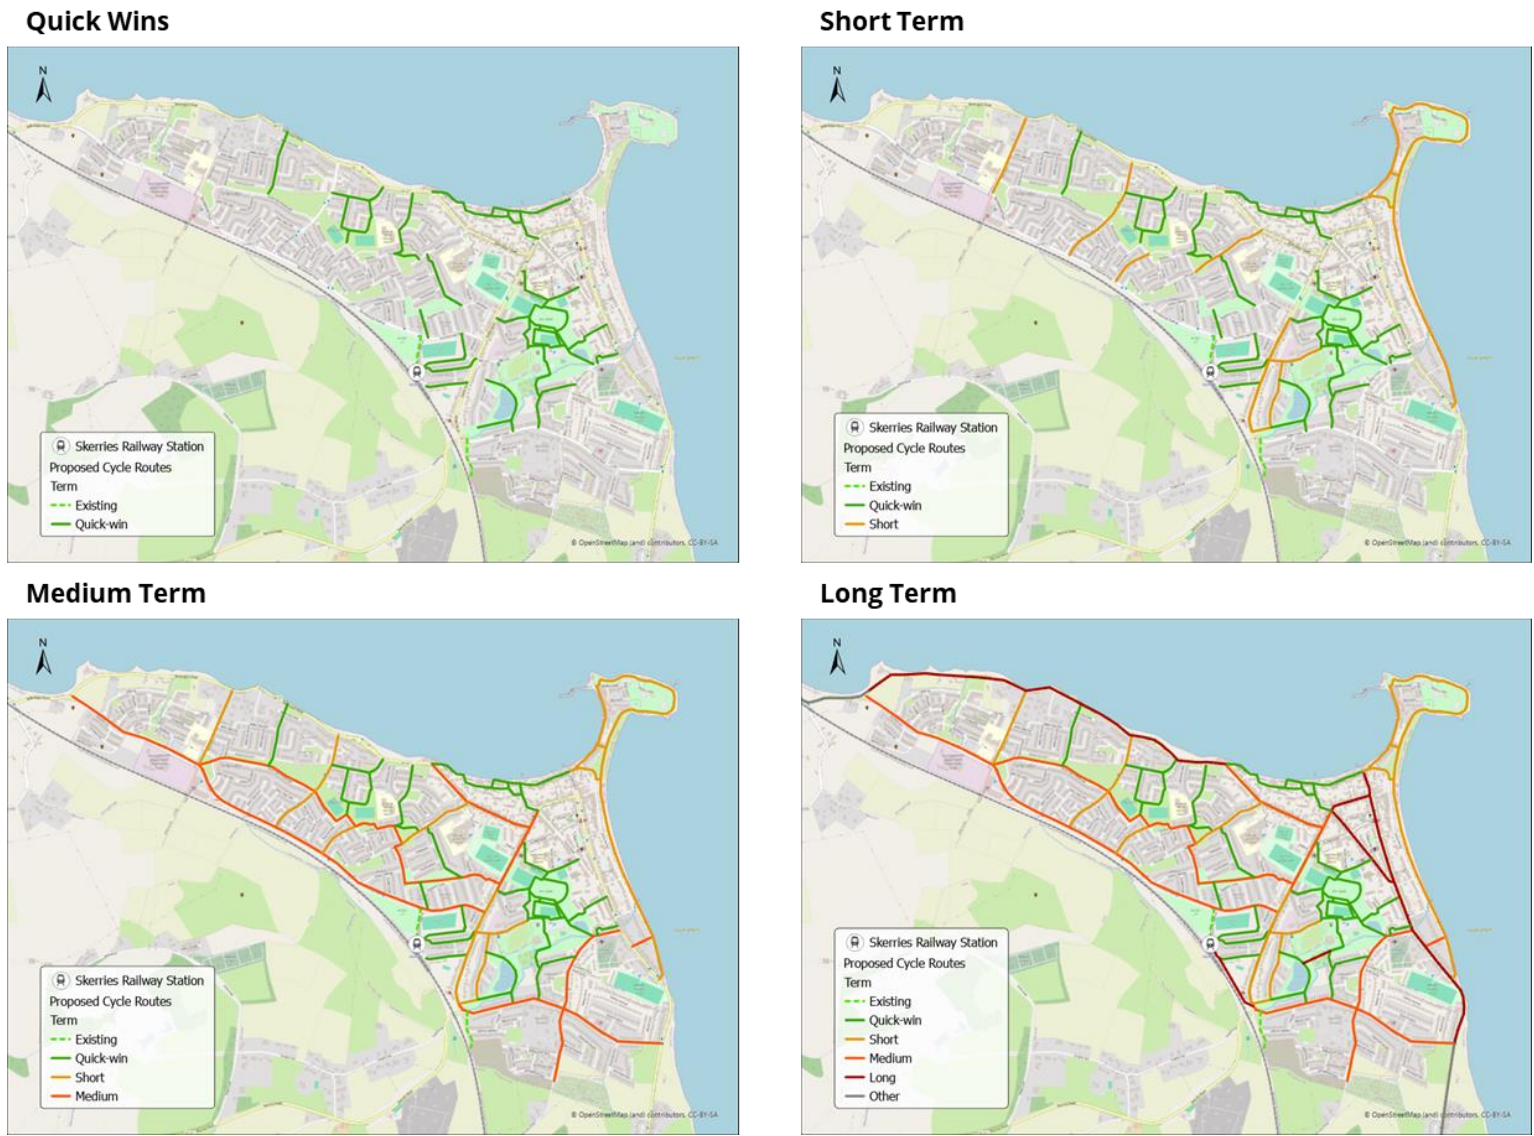 Quick Wins
N
Skerries Railway Station
Proposed Cycle Routes
Term
Existing
Quick-win
© OpenStreetMap (and) contributors, CC-BY-SA
Short Term
N
Skerries Railway Station
Proposed Cycle Routes
Term
Existing
Quick-win
Short
© OpenStreetMap (and) contributors, CC-BY-SA
Medium Term
N
Skerries Railway Station
Proposed Cycle Routes
Term
Existing
Quick-win
Short
Medium
© OpenStreetMap (and) contributors, CC-BY-SA
Long Term
N
Skerries Railway Station
Proposed Cycle Routes
Term
Existing
Quick-win
Short
Medium
Long
Other
© OpenStreetMap (and) contributors, CC-BY-SA